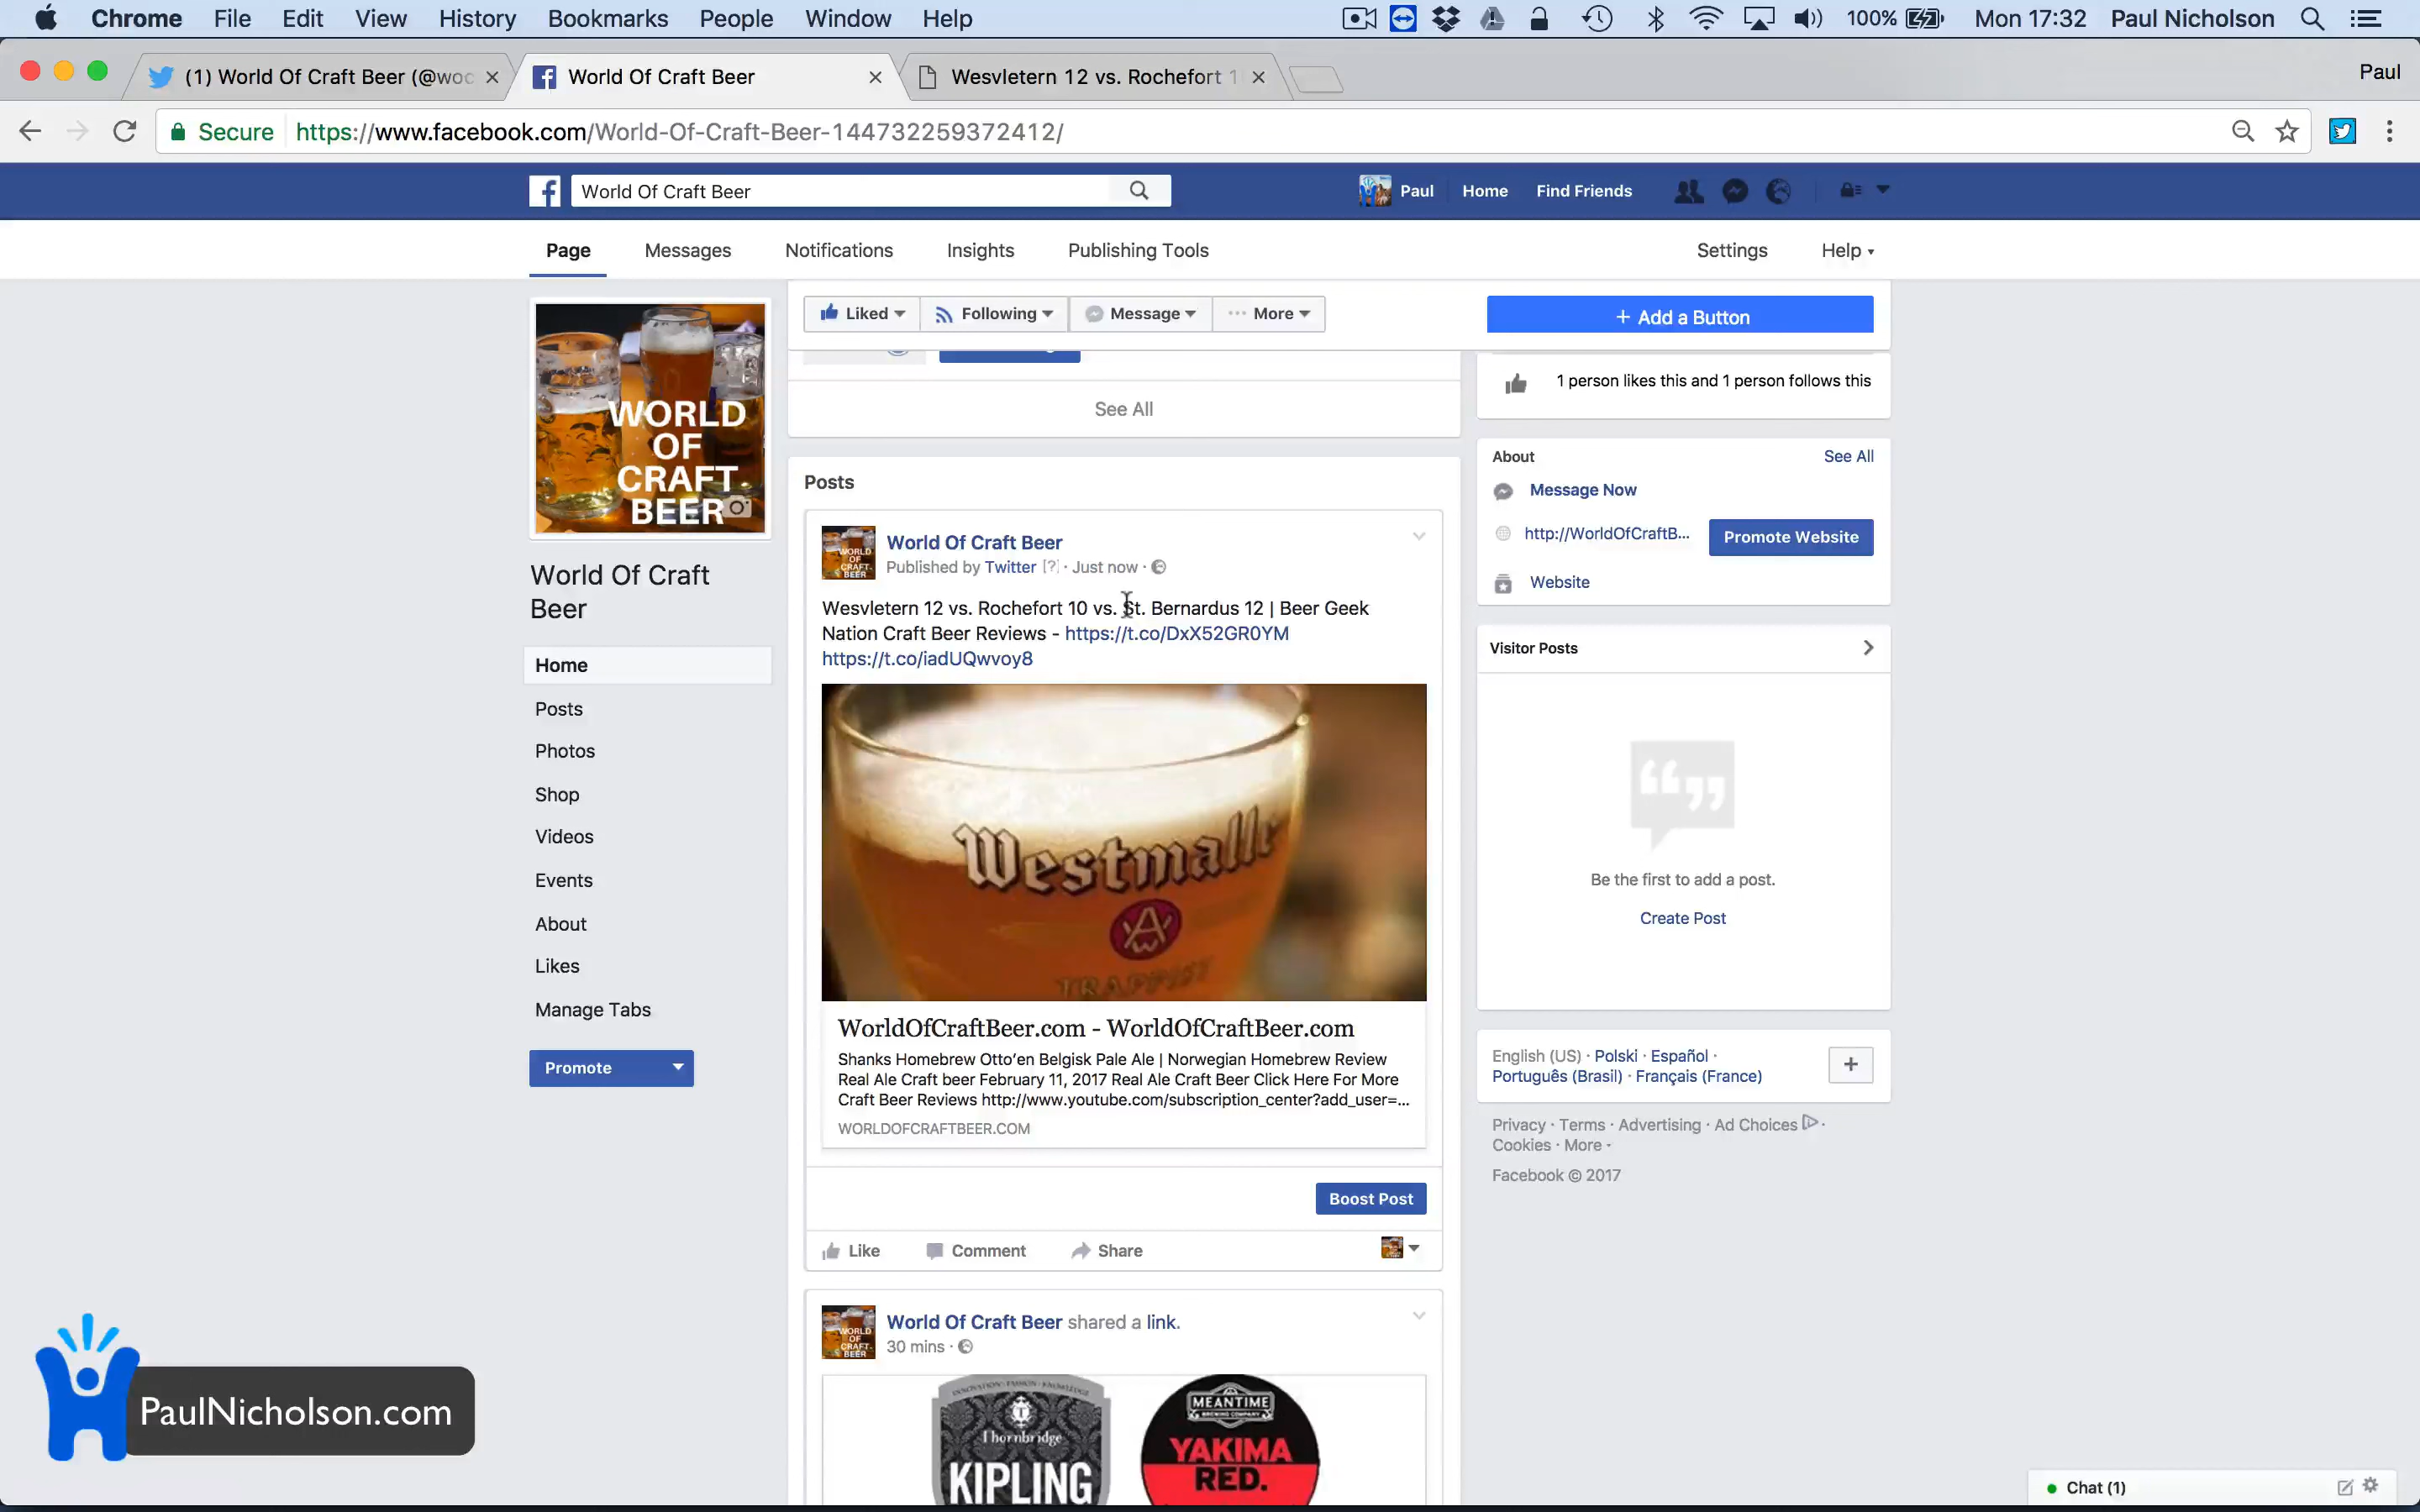 Chrome File Edit View History Bookmarks People Window Help 100% Mon 17:32 Paul Nicholson
(1) World Of Craft Beer (@woc
World Of Craft Beer
Wesvletern 12 vs. Rochefort 1
Paul
Secure https://www.facebook.com/World-Of-Craft-Beer-144732259372412/
World Of Craft Beer
Paul Home Find Friends
Page Messages Notifications Insights Publishing Tools Settings Help
WORLD
OF
CRAFT
BEER
World Of Craft
Beer
Home
Posts
Photos
Shop
Videos
Events
About
Likes
Manage Tabs
Promote
Liked Following Message More
+ Add a Button
See All
Posts
World Of Craft Beer
Published by Twitter [?] · Just now ·
Wesvletern 12 vs. Rochefort 10 vs. St. Bernardus 12 | Beer Geek
Nation Craft Beer Reviews - https://t.co/DxX52GR0YM
https://t.co/iadUQwvoy8
Westmalle
TRAPPIST
WorldOfCraftBeer.com - WorldOfCraftBeer.com
Shanks Homebrew Otto'en Belgisk Pale Ale | Norwegian Homebrew Review
Real Ale Craft beer February 11, 2017 Real Ale Craft Beer Click Here For More
Craft Beer Reviews http://www.youtube.com/subscription_center?add_user=...
WORLDOFCRAFTBEER.COM
Boost Post
Like Comment Share
World Of Craft Beer shared a link.
30 mins ·
Thornbridge
KIPLING
MEANTIME
BREWING COMPANY
YAKIMA
RED.
1 person likes this and 1 person follows this
About See All
Message Now
http://WorldOfCraftB... Promote Website
Website
Visitor Posts
Be the first to add a post.
Create Post
English (US) · Polski · Español ·
Português (Brasil) · Français (France)
+
Privacy · Terms · Advertising · Ad Choices ·
Cookies · More
Facebook © 2017
PaulNicholson.com
Chat (1)